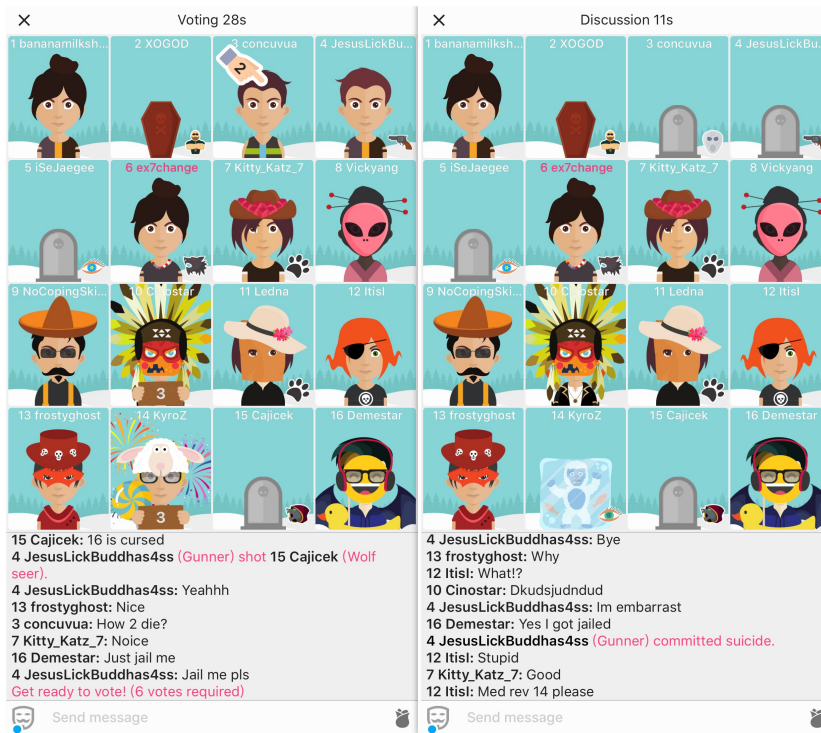 Voting 28s
1 bananamilksh...
2 XOGOD
3 concuvua
4 JesusLickBu...
2
5 iSeJaegee
6 ex7change
7 Kitty_Katz_7
8 Vickyang
9 NoCopingSki...
10 Cinostar
11 Ledna
12 Itisl
3
13 frostyghost
14 KyroZ
15 Cajicek
16 Demestar
3
15 Cajicek: 16 is cursed
4 JesusLickBuddhas4ss (Gunner) shot 15 Cajicek (Wolf
seer).
4 JesusLickBuddhas4ss: Yeahhh
13 frostyghost: Nice
3 concuvua: How 2 die?
7 Kitty_Katz_7: Noice
16 Demestar: Just jail me
4 JesusLickBuddhas4ss: Jail me pls
Get ready to vote! (6 votes required)
Send message
Discussion 11s
1 bananamilksh...
2 XOGOD
3 concuvua
4 JesusLickBu...
5 iSeJaegee
6 ex7change
7 Kitty_Katz_7
8 Vickyang
9 NoCopingSki...
10 Cinostar
11 Ledna
12 Itisl
13 frostyghost
14 KyroZ
15 Cajicek
16 Demestar
4 JesusLickBuddhas4ss: Bye
13 frostyghost: Why
12 Itisl: What!?
10 Cinostar: Dkudsjudndud
4 JesusLickBuddhas4ss: Im embarrast
16 Demestar: Yes I got jailed
4 JesusLickBuddhas4ss (Gunner) committed suicide.
12 Itisl: Stupid
7 Kitty_Katz_7: Good
12 Itisl: Med rev 14 please
Send message